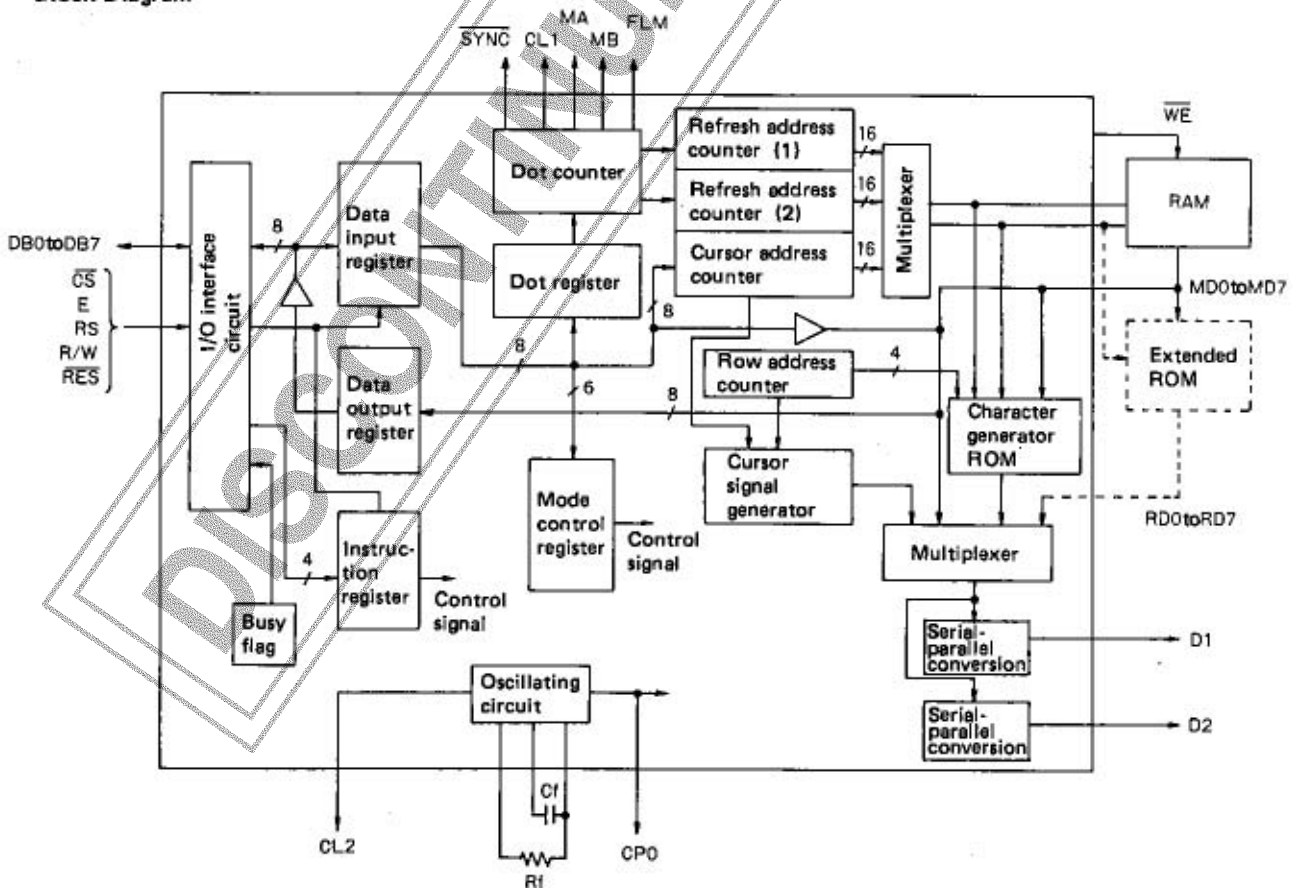 Block Diagram
DISCONTINU
SYNC CL1 MA MB FLM
WE
Refresh address
counter (1)
16
Dot counter
Refresh address
counter (2)
16
Cursor address
counter
16
Multiplexer
RAM
DB0toDB7
8
Data
input
register
Dot register
MD0toMD7
CS
E
RS
R/W
RES
I/O interface
circuit
8
8
Row address
counter
4
Extended
ROM
Data
output
register
6
8
Character
generator
ROM
Cursor
signal
generator
RD0toRD7
Mode
control
register
Control
signal
Multiplexer
4
Instruc-
tion
register
Control
signal
Busy
flag
Serial-
parallel
conversion
D1
Oscillating
circuit
Serial-
parallel
conversion
D2
Cf
CL2
CPO
Rf